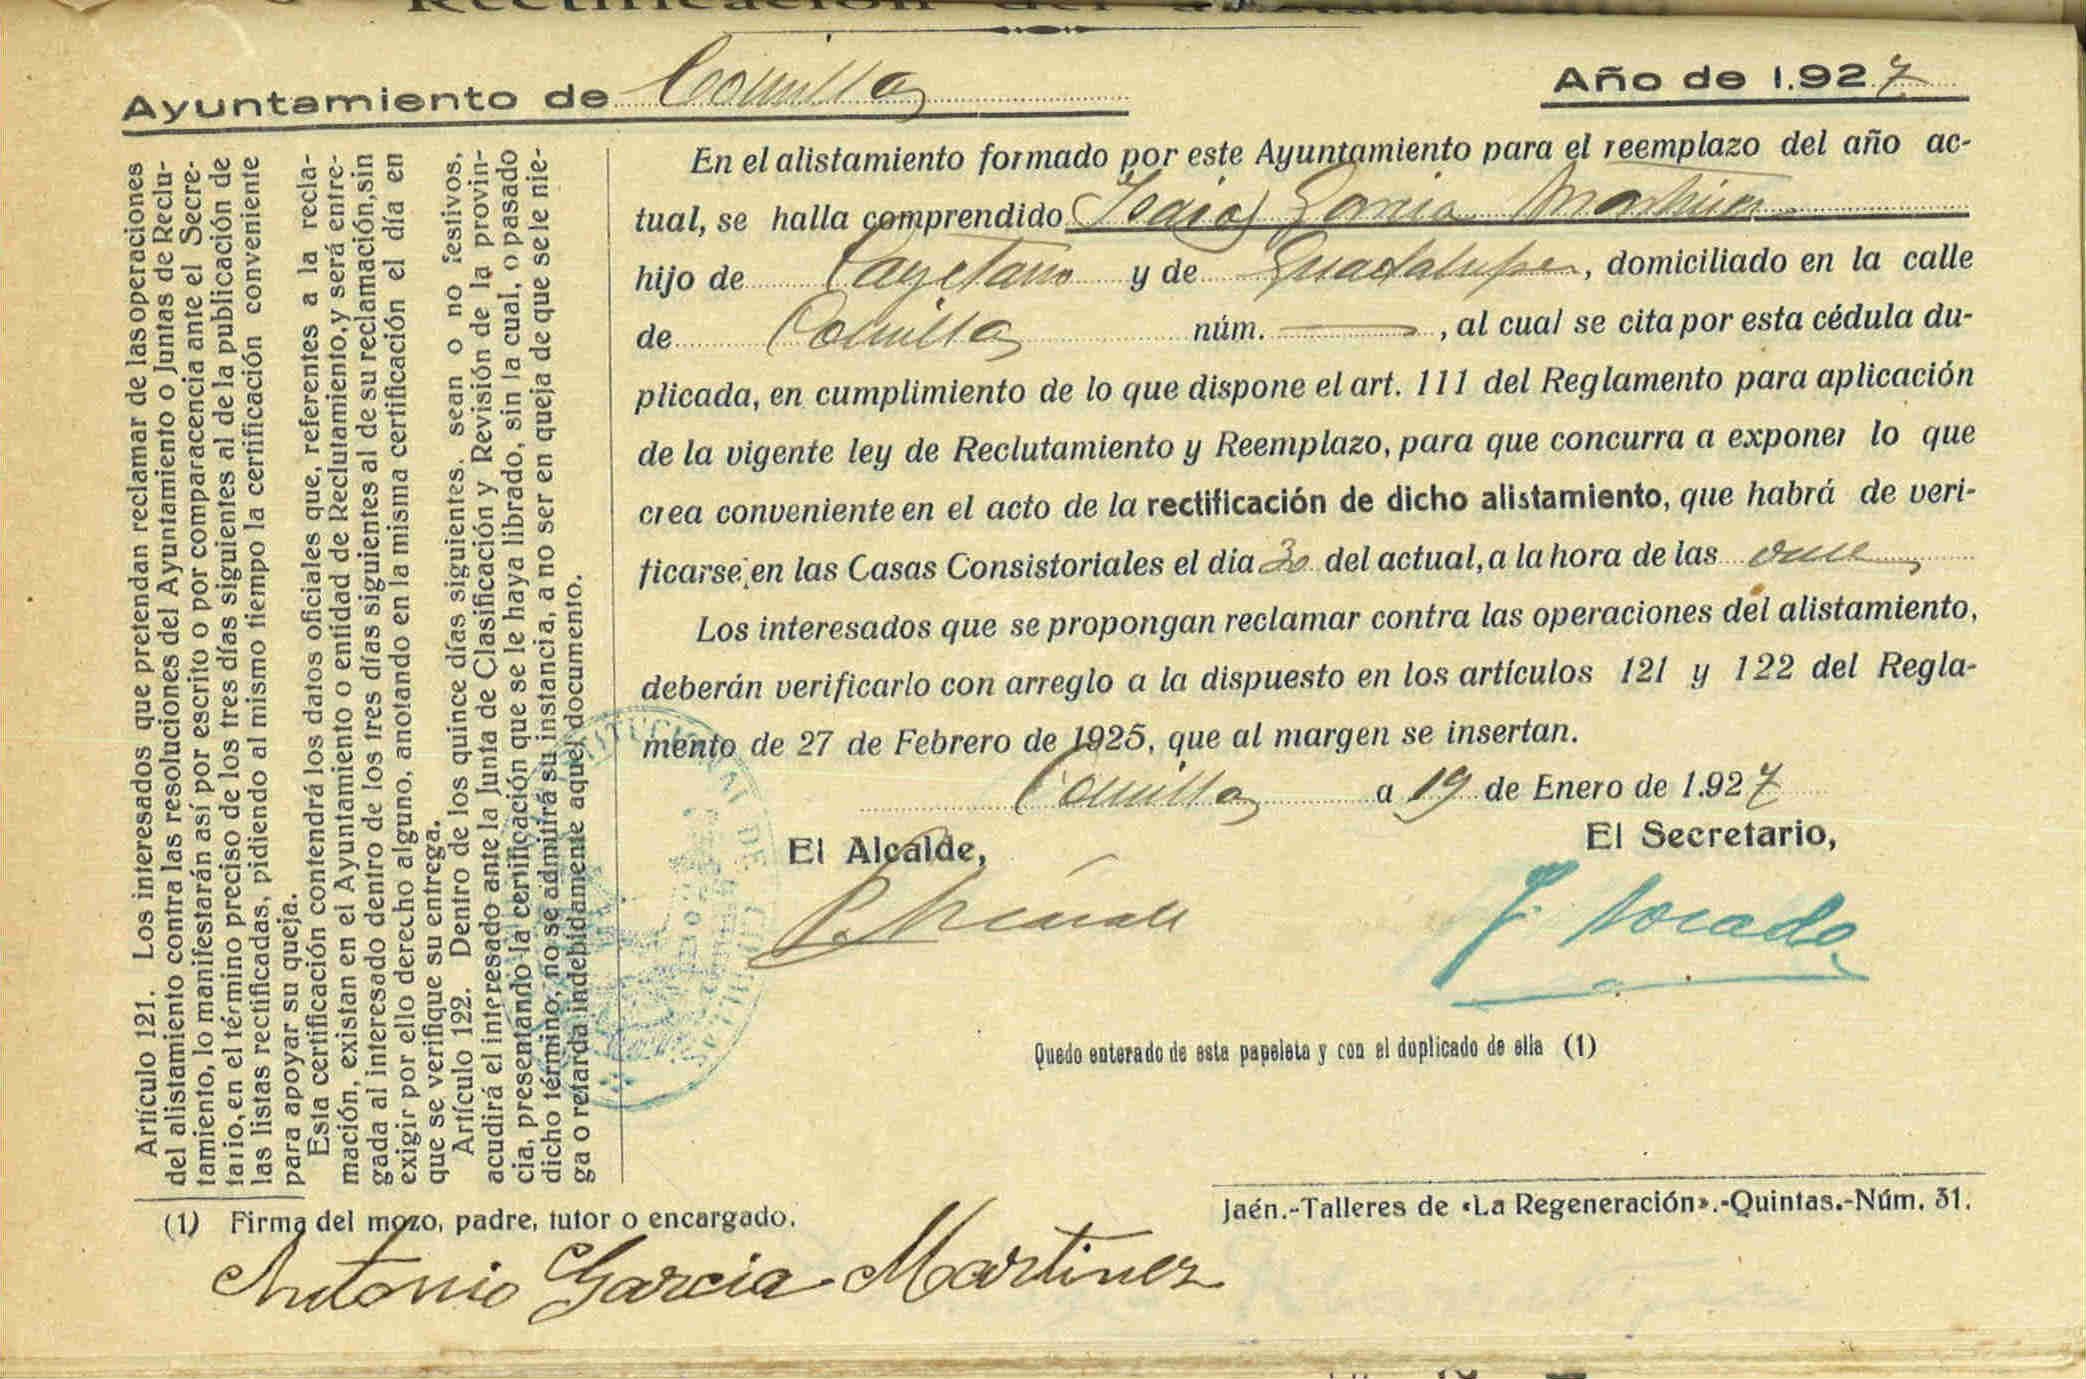 Rectificación del alistamiento
Ayuntamiento de Comillas
Año de 1.927
En el alistamiento formado por este Ayuntamiento para el reemplazo del año ac-
tual, se halla comprendido Isaias Garcia Martinez
hijo de Cayetano y de Guadalupe, domiciliado en la calle
de Comillas núm. ——, al cual se cita por esta cédula du-
plicada, en cumplimiento de lo que dispone el art. 111 del Reglamento para aplicación
de la vigente ley de Reclutamiento y Reemplazo, para que concurra a exponer lo que
crea conveniente en el acto de la rectificación de dicho alistamiento, que habrá de veri-
ficarse en las Casas Consistoriales el día 30 del actual, a la hora de las once
Los interesados que se propongan reclamar contra las operaciones del alistamiento,
deberán verificarlo con arreglo a la dispuesto en los artículos 121 y 122 del Regla-
mento de 27 de Febrero de 1925, que al margen se insertan.
Comillas a 19 de Enero de 1.927
El Alcalde,
El Secretario,
Quedo enterado de esta papeleta y con el duplicado de ella (1)
Artículo 121. Los interesados que pretendan reclamar de las operaciones
del alistamiento contra las resoluciones del Ayuntamiento o Juntas de Reclu-
tamiento, lo manifestarán así por escrito o por comparacencia ante el Secre-
tario, en el término preciso de los tres días siguientes al de la publicación de
las listas rectificadas, pidiendo al mismo tiempo la certificación conveniente
para apoyar su queja.
Esta certificación contendrá los datos oficiales que, referentes a la recla-
mación, existan en el Ayuntamiento o entidad de Reclutamiento, y será entre-
gada al interesado dentro de los tres días siguientes al de su reclamación, sin
exigir por ello derecho alguno, anotando en la misma certificación el día en
que se verifique su entrega.
Artículo 122. Dentro de los quince días siguientes, sean o no festivos,
acudirá el interesado ante la Junta de Clasificación y Revisión de la provin-
cia, presentando la certificación que se le haya librado, sin la cual, o pasado
dicho término, no se admitirá su instancia, a no ser en queja de que se le nie-
ga o retarda indebidamente aquel documento.
(1) Firma del mozo, padre, tutor o encargado.
Jaén.-Talleres de «La Regeneración».-Quintas.-Núm. 31.
Antonio Garcia Martinez